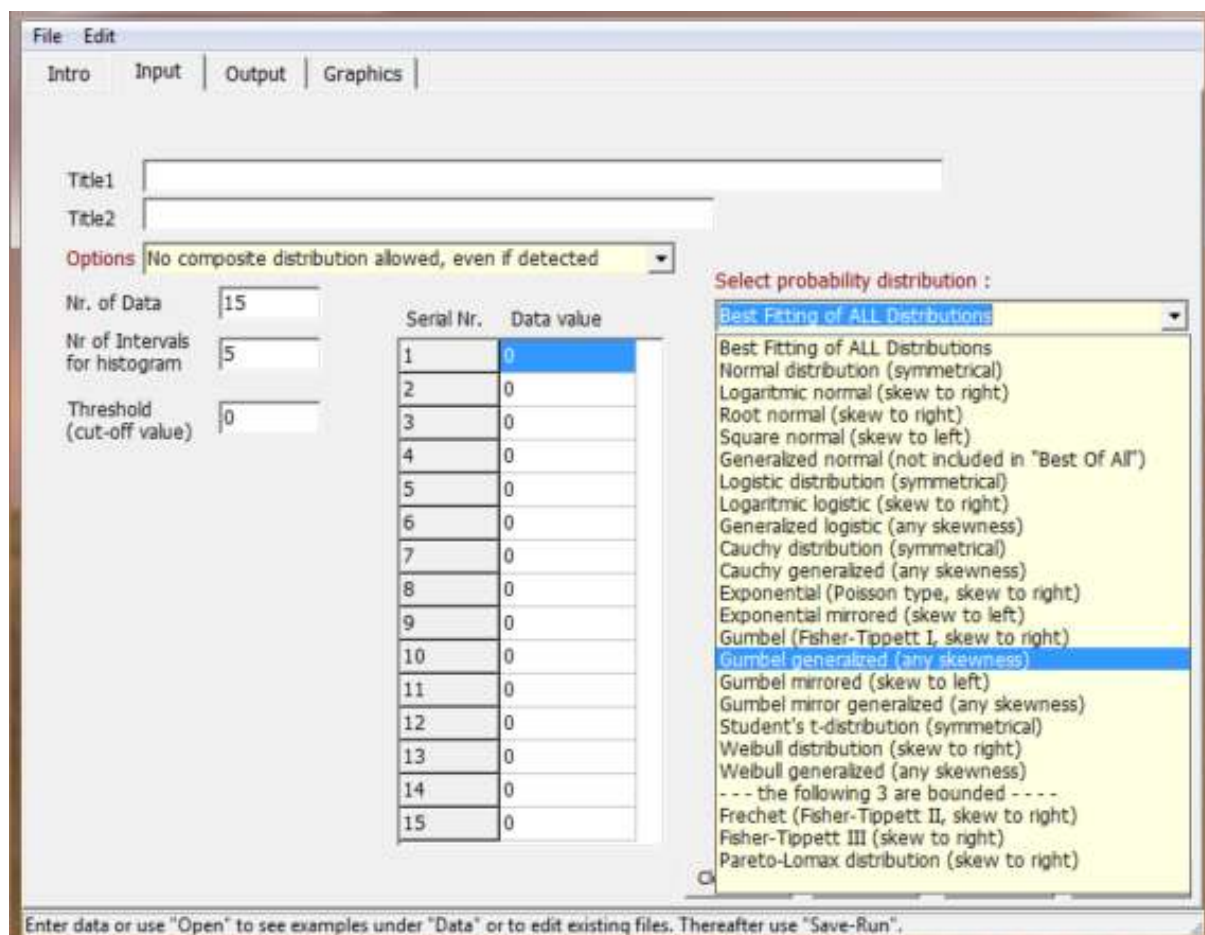 File Edit
Intro Input Output Graphics
Title1
Title2
Options No composite distribution allowed, even if detected
Nr. of Data 15
Nr of Intervals
for histogram 5
Threshold
(cut-off value) 0
Serial Nr. Data value
1 0
2 0
3 0
4 0
5 0
6 0
7 0
8 0
9 0
10 0
11 0
12 0
13 0
14 0
15 0
Select probability distribution :
Best Fitting of ALL Distributions
Best Fitting of ALL Distributions
Normal distribution (symmetrical)
Logaritmic normal (skew to right)
Root normal (skew to right)
Square normal (skew to left)
Generalized normal (not included in "Best Of All")
Logistic distribution (symmetrical)
Logaritmic logistic (skew to right)
Generalized logistic (any skewness)
Cauchy distribution (symmetrical)
Cauchy generalized (any skewness)
Exponential (Poisson type, skew to right)
Exponential mirrored (skew to left)
Gumbel (Fisher-Tippett I, skew to right)
Gumbel generalized (any skewness)
Gumbel mirrored (skew to left)
Gumbel mirror generalized (any skewness)
Student's t-distribution (symmetrical)
Weibull distribution (skew to right)
Weibull generalized (any skewness)
- - - the following 3 are bounded - - - -
Frechet (Fisher-Tippett II, skew to right)
Fisher-Tippett III (skew to right)
Pareto-Lomax distribution (skew to right)
Enter data or use "Open" to see examples under "Data" or to edit existing files. Thereafter use "Save-Run".